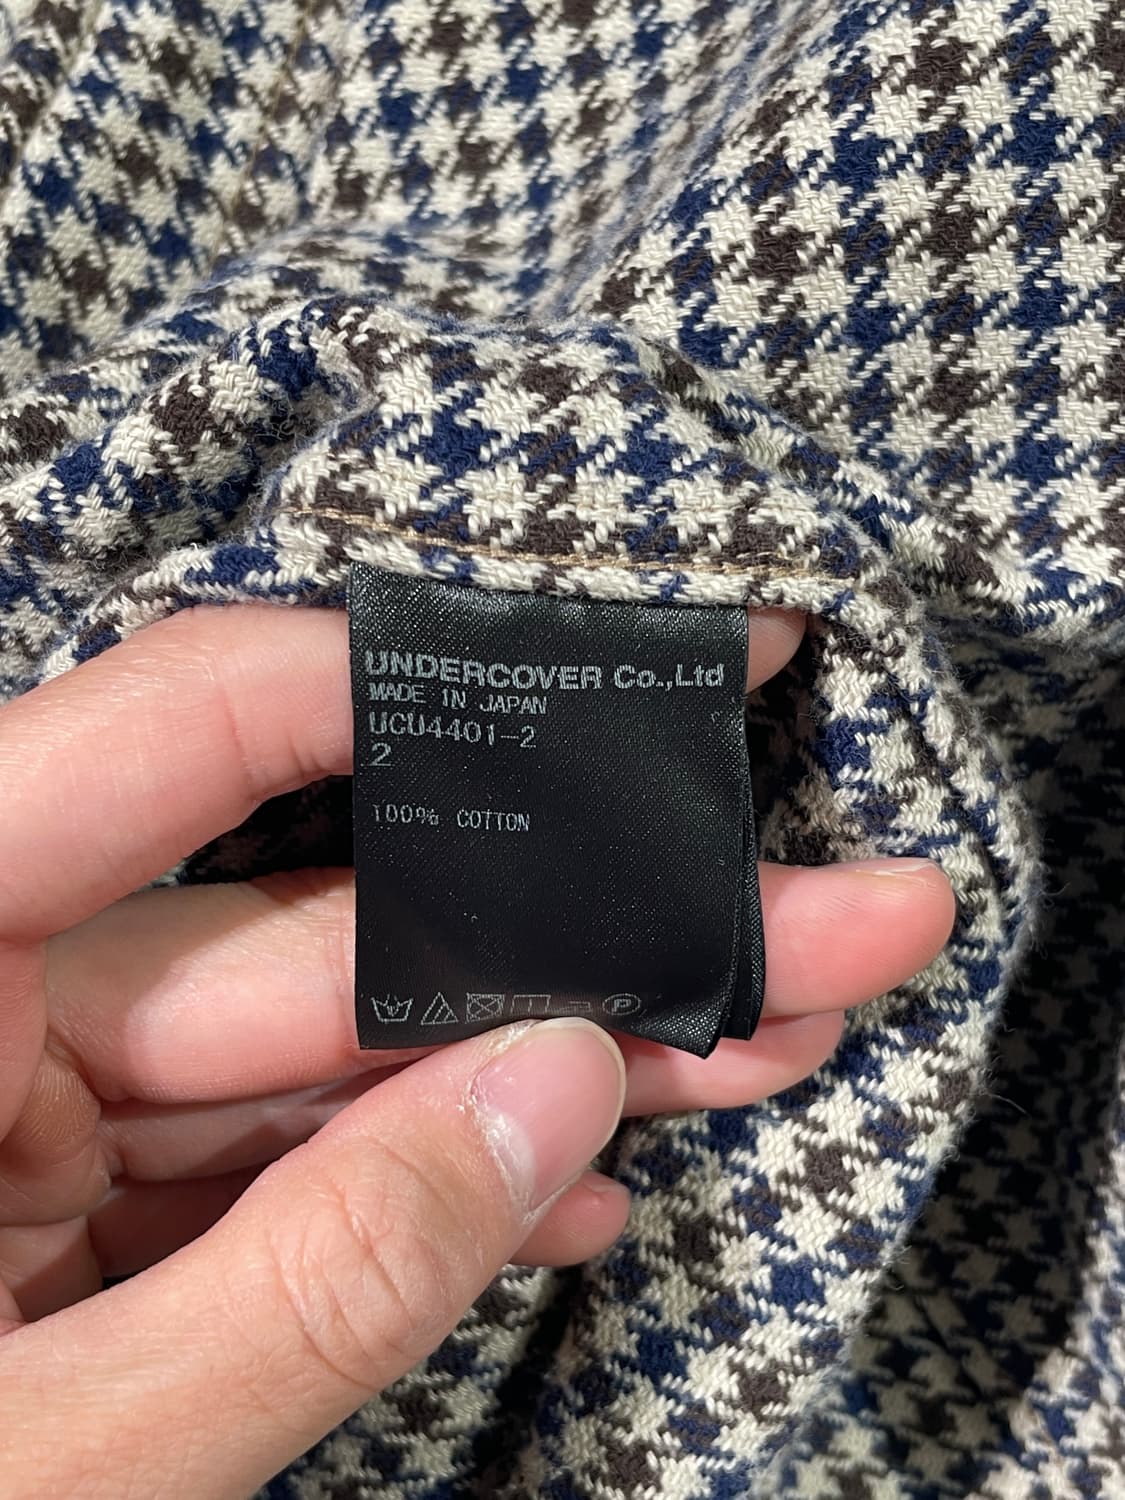 UNDERCOVER Co.,Ltd
MADE IN JAPAN
UCU4401-2
2
100% COTTON
P